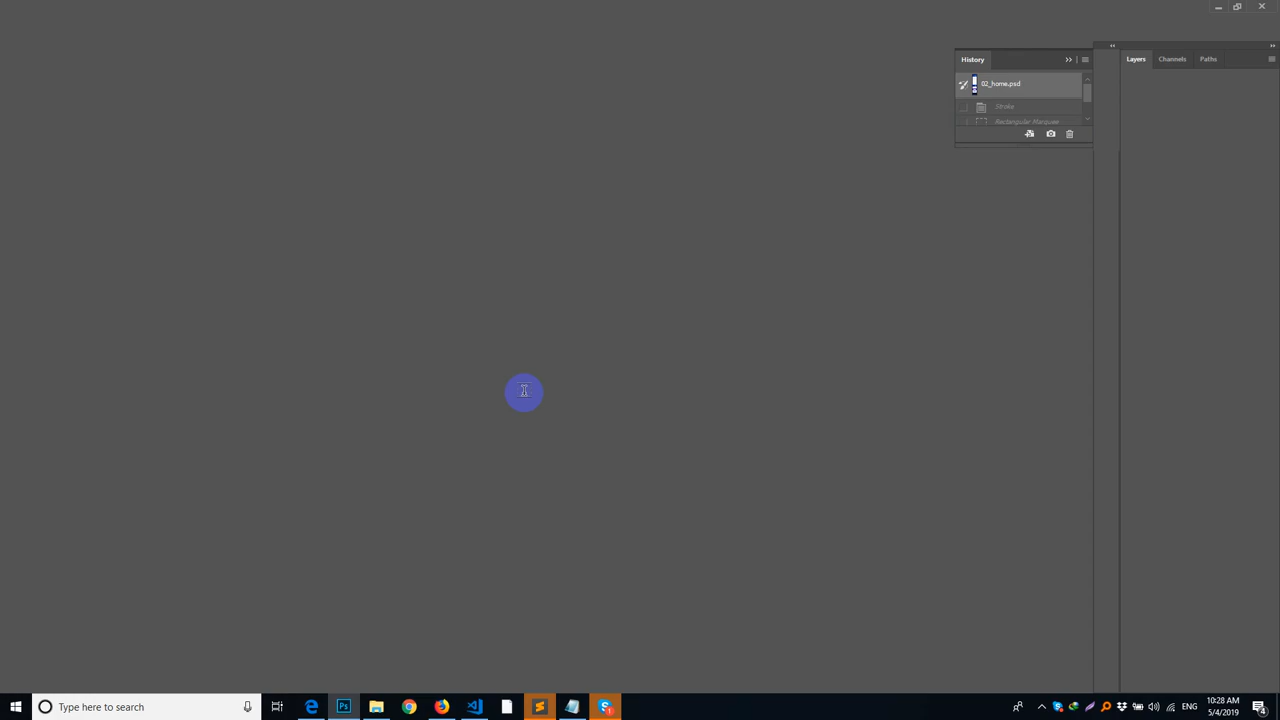 History
Layers
Channels
Paths
02_home.psd
Stroke
Rectangular Marquee
Ps
Type here to search
ENG
10:28 AM
5/4/2019